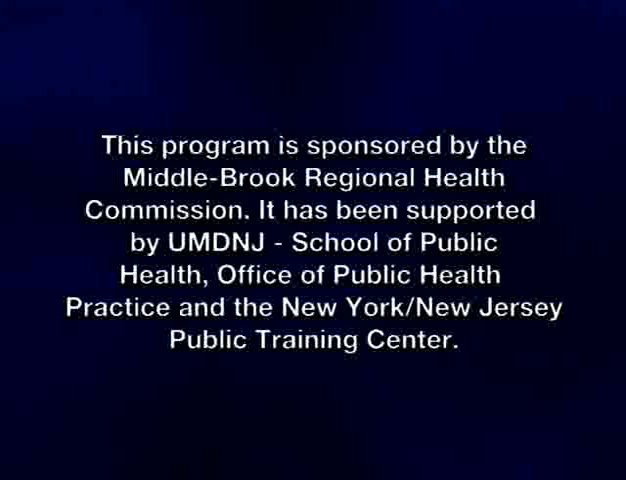 This program is sponsored by the
Middle-Brook Regional Health
Commission. It has been supported
by UMDNJ - School of Public
Health, Office of Public Health
Practice and the New York/New Jersey
Public Training Center.